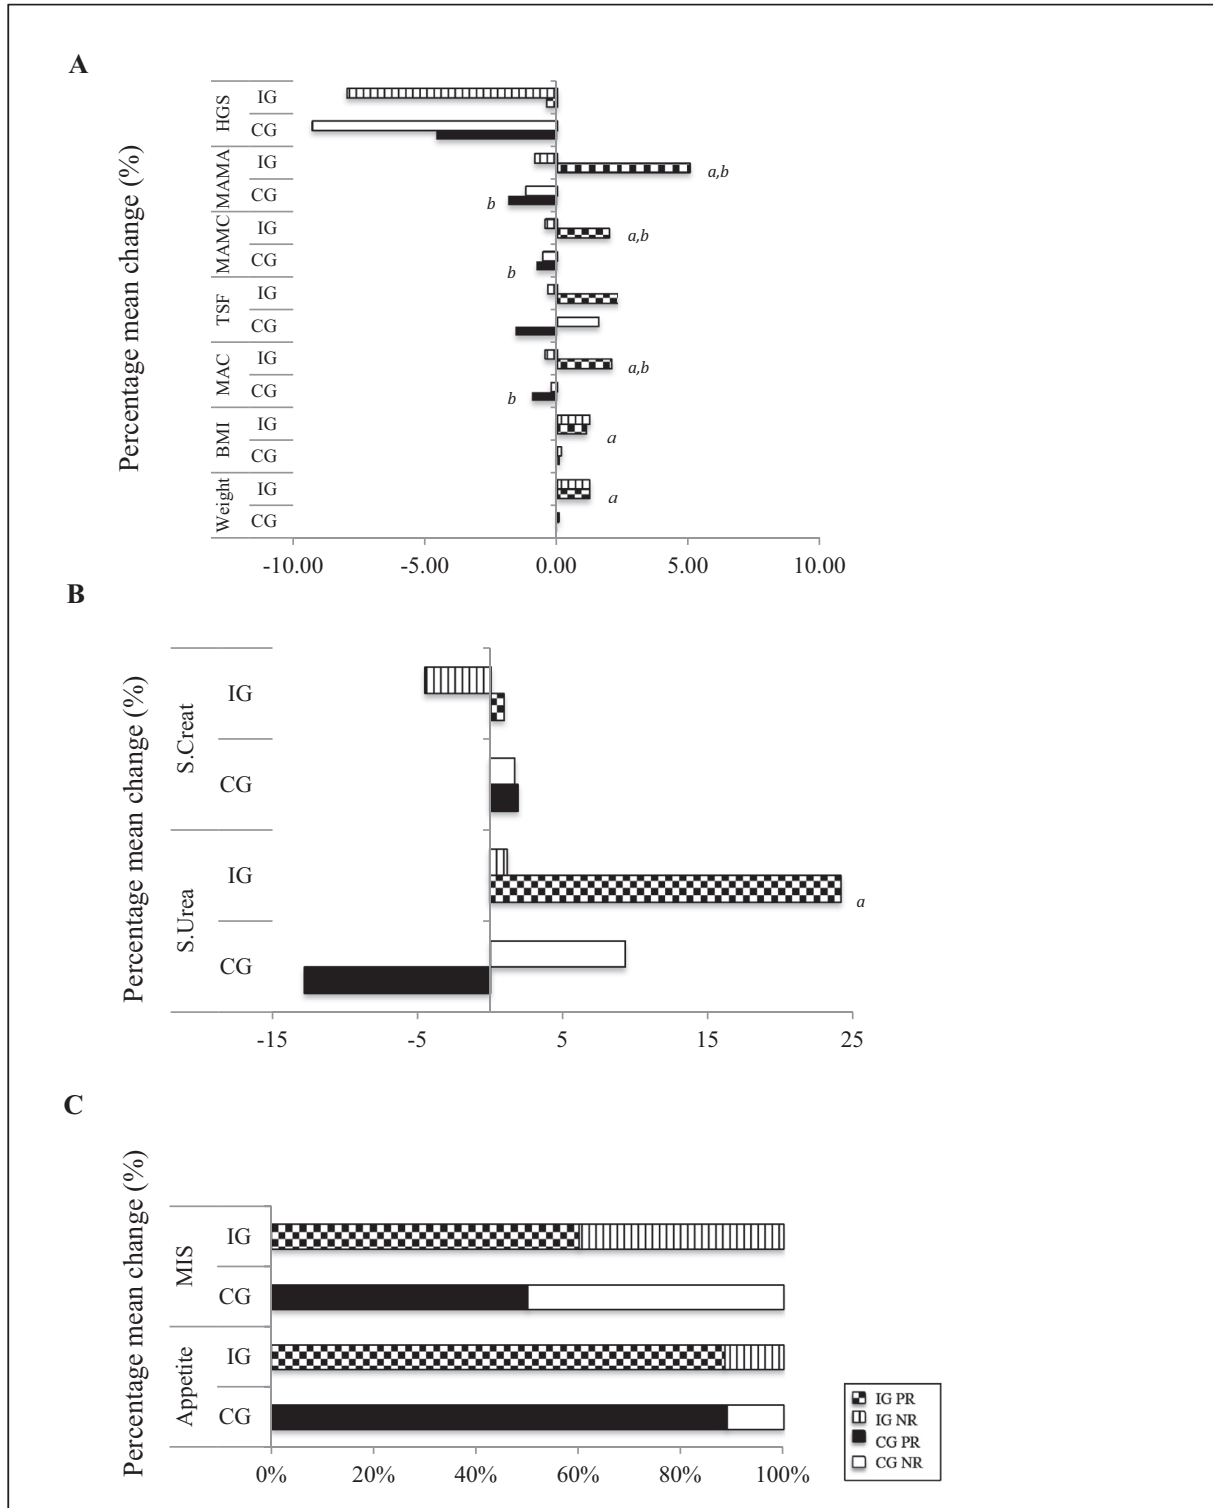 A
Percentage mean change (%)
HGS
IG
CG
MAMA
IG
a,b
CG
b
MAMC
IG
a,b
CG
b
TSF
IG
CG
MAC
IG
a,b
CG
b
BMI
IG
a
CG
Weight
IG
a
CG
-10.00 -5.00 0.00 5.00 10.00
B
Percentage mean change (%)
S.Creat
IG
CG
S.Urea
IG
a
CG
-15 -5 5 15 25
C
Percentage mean change (%)
MIS
IG
CG
Appetite
IG
CG
0% 20% 40% 60% 80% 100%
IG PR
IG NR
CG PR
CG NR